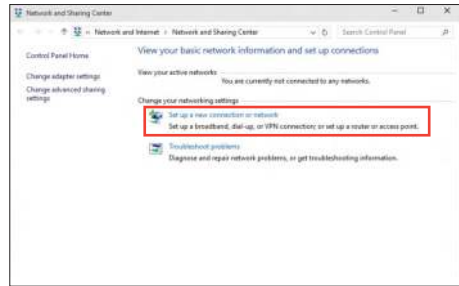 Network and Sharing Center
« Network and Internet › Network and Sharing Center
Search Control Panel
Control Panel Home
Change adapter settings
Change advanced sharing
settings
View your basic network information and set up connections
View your active networks
You are currently not connected to any networks.
Change your networking settings
Set up a new connection or network
Set up a broadband, dial-up, or VPN connection; or set up a router or access point.
Troubleshoot problems
Diagnose and repair network problems, or get troubleshooting information.